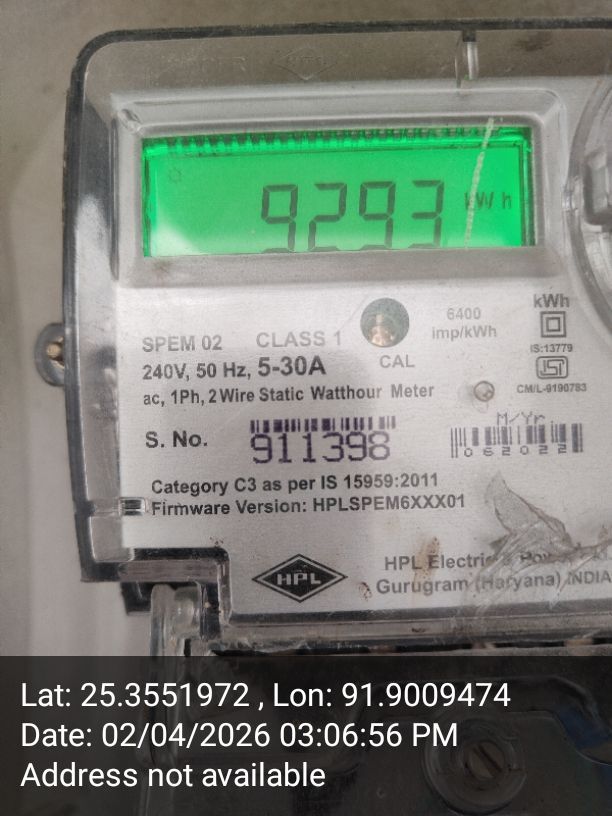 9293 kWh
6400
imp/kWh
kWh
IS:13779
ISI
CM/L-9190783
SPEM 02 CLASS 1
CAL
240V, 50 Hz, 5-30A
ac, 1Ph, 2 Wire Static Watthour Meter
S. No. 911398
M/Yr
062022
Category C3 as per IS 15959:2011
Firmware Version: HPLSPEM6XXX01
HPL
HPL Electric &
Gurugram (Haryana) INDIA
Lat: 25.3551972 , Lon: 91.9009474
Date: 02/04/2026 03:06:56 PM
Address not available